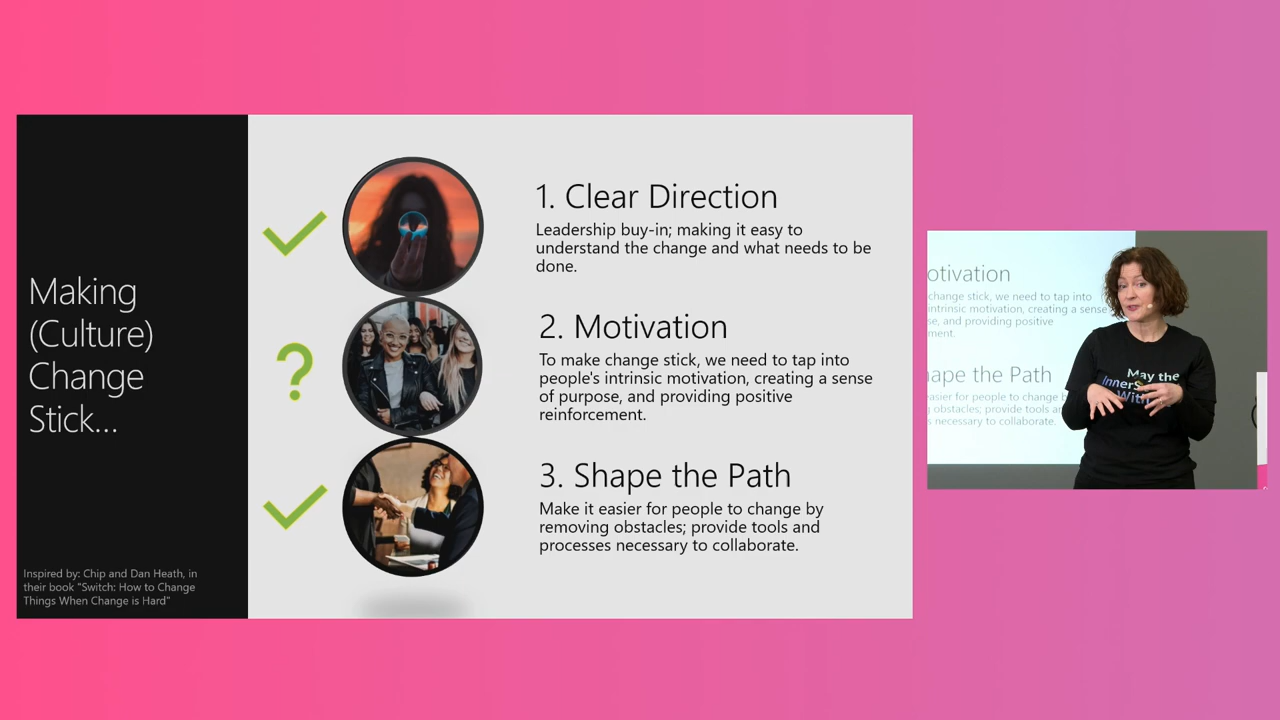 Making
(Culture)
Change
Stick...
Inspired by: Chip and Dan Heath, in
their book "Switch: How to Change
Things When Change is Hard"
1. Clear Direction
Leadership buy-in; making it easy to
understand the change and what needs to be
done.
2. Motivation
To make change stick, we need to tap into
people's intrinsic motivation, creating a sense
of purpose, and providing positive
reinforcement.
3. Shape the Path
Make it easier for people to change by
removing obstacles; provide tools and
processes necessary to collaborate.
otivation
change stick, we need to tap into
intrinsic motivation, creating a sense
se, and providing positive
ment.
ape the Path
easier for people to change
obstacles; provide tools
s necessary to collaborate.
May the
Inner
With